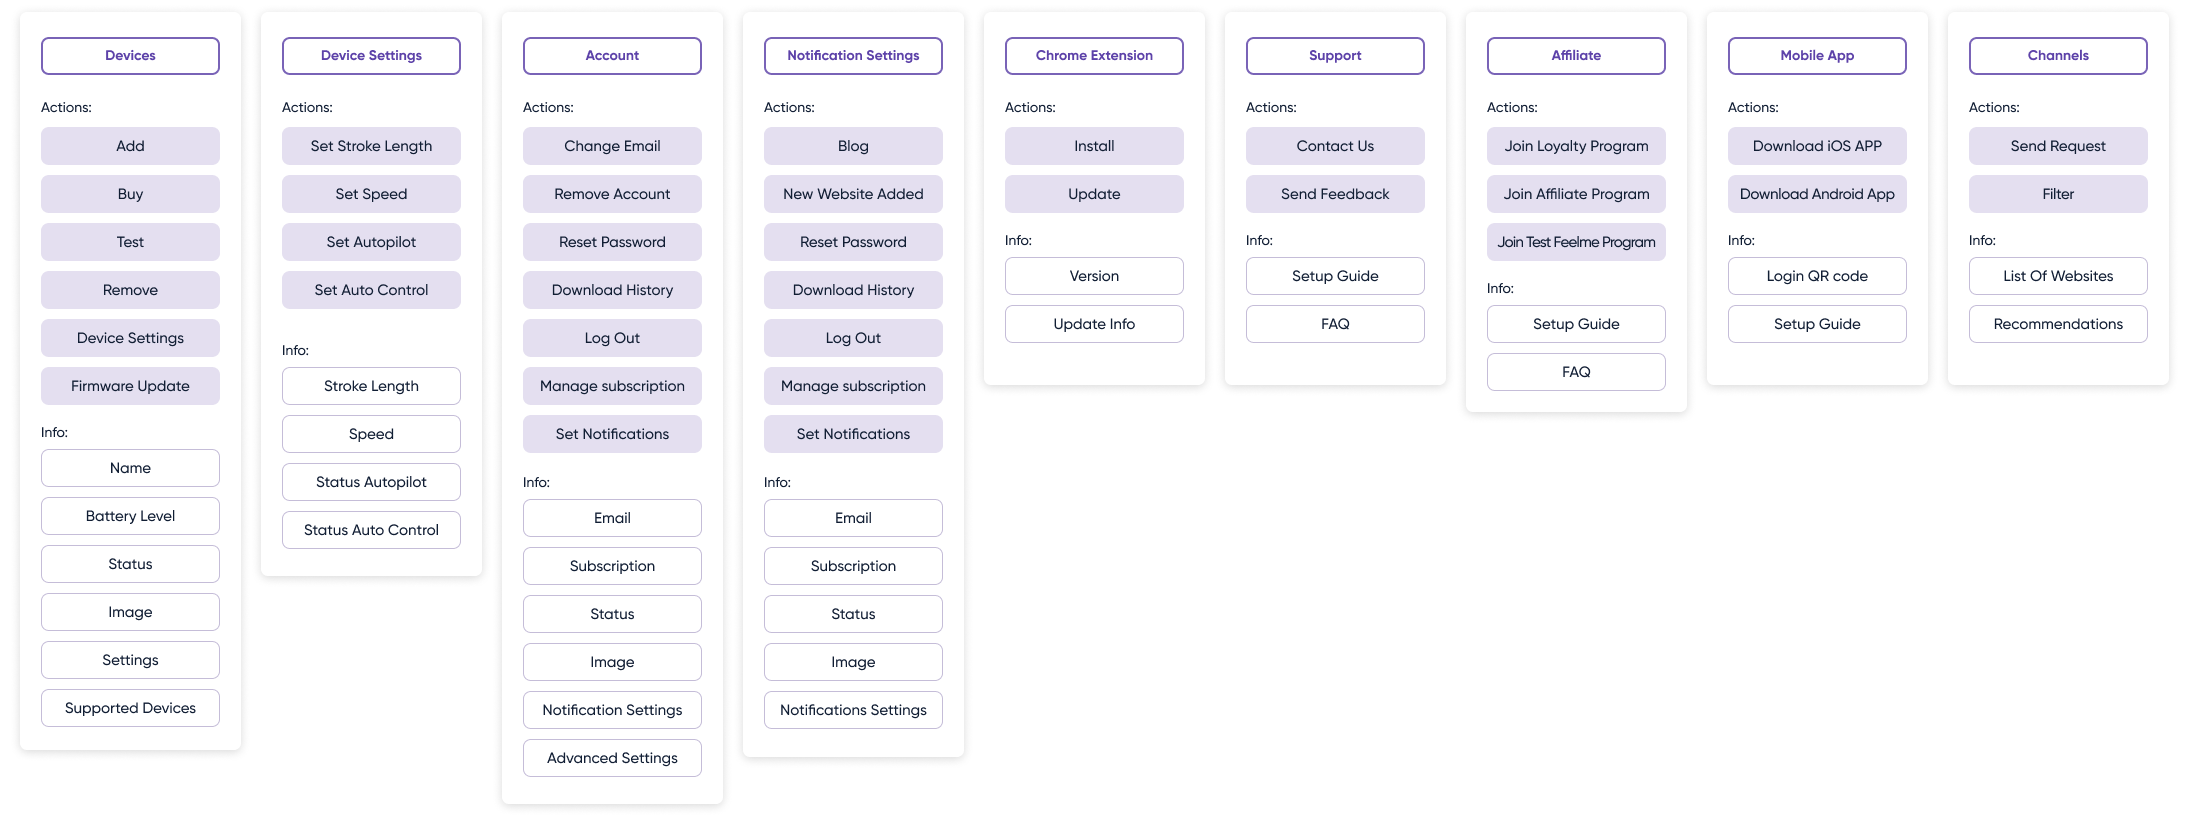 Devices
Actions:
Add
Buy
Test
Remove
Device Settings
Firmware Update
Info:
Name
Battery Level
Status
Image
Settings
Supported Devices
Device Settings
Actions:
Set Stroke Length
Set Speed
Set Autopilot
Set Auto Control
Info:
Stroke Length
Speed
Status Autopilot
Status Auto Control
Account
Actions:
Change Email
Remove Account
Reset Password
Download History
Log Out
Manage subscription
Set Notifications
Info:
Email
Subscription
Status
Image
Notification Settings
Advanced Settings
Notification Settings
Actions:
Blog
New Website Added
Reset Password
Download History
Log Out
Manage subscription
Set Notifications
Info:
Email
Subscription
Status
Image
Notifications Settings
Chrome Extension
Actions:
Install
Update
Info:
Version
Update Info
Support
Actions:
Contact Us
Send Feedback
Info:
Setup Guide
FAQ
Affiliate
Actions:
Join Loyalty Program
Join Affiliate Program
Join Test Feelme Program
Info:
Setup Guide
FAQ
Mobile App
Actions:
Download iOS APP
Download Android App
Info:
Login QR code
Setup Guide
Channels
Actions:
Send Request
Filter
Info:
List Of Websites
Recommendations